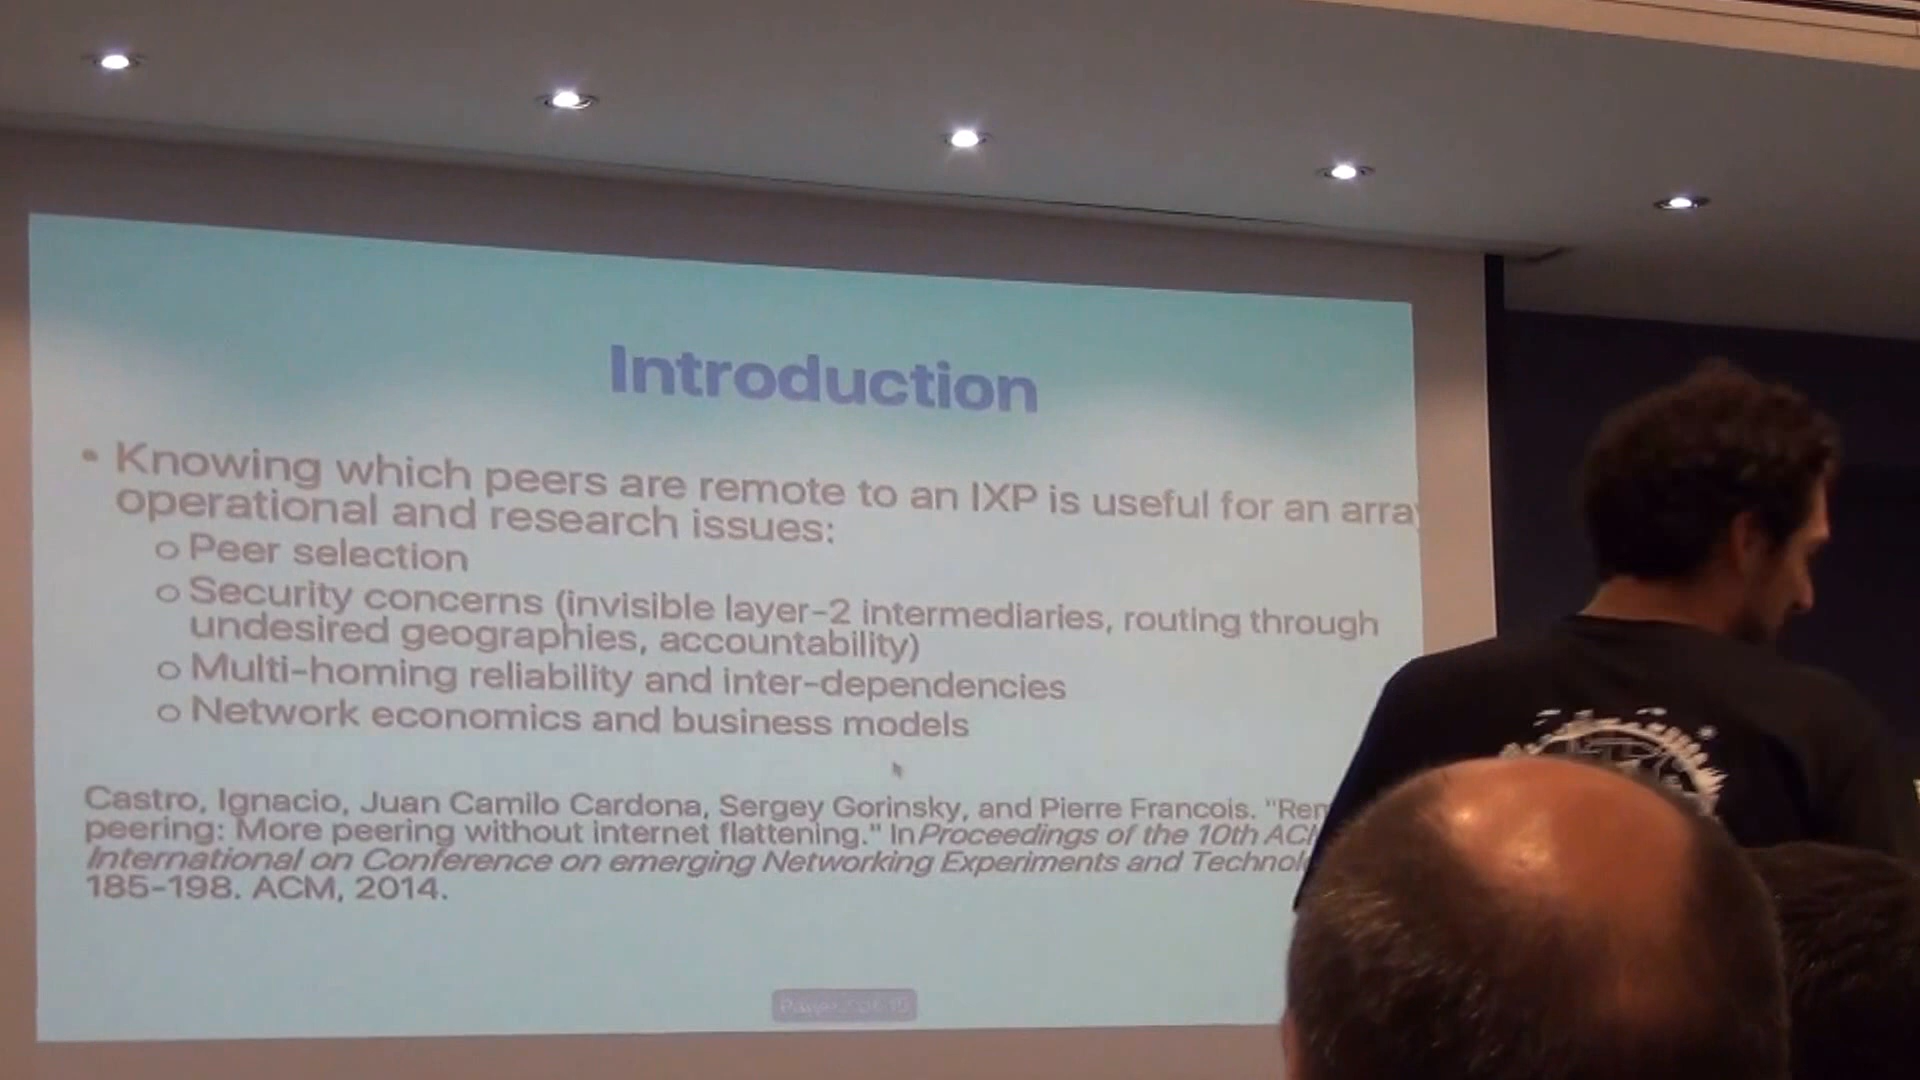 Introduction
• Knowing which peers are remote to an IXP is useful for an array
operational and research issues:
o Peer selection
o Security concerns (invisible layer-2 intermediaries, routing through
undesired geographies, accountability)
o Multi-homing reliability and inter-dependencies
o Network economics and business models
Castro, Ignacio, Juan Camilo Cardona, Sergey Gorinsky, and Pierre Francois. "Rem
peering: More peering without internet flattening." In Proceedings of the 10th ACM
International on Conference on emerging Networking Experiments and Technol
185-198. ACM, 2014.